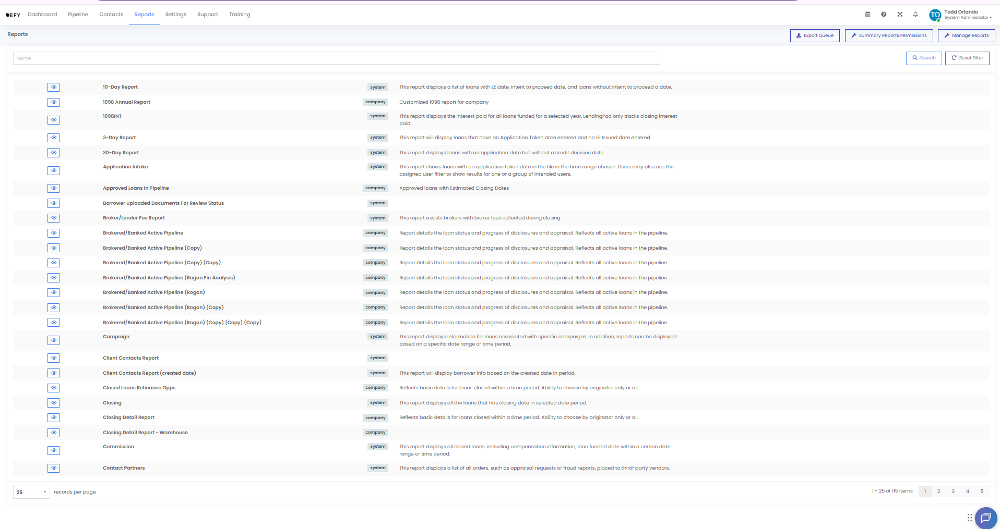 DEFY Dashboard Pipeline Contacts Reports Settings Support Training
TO Todd Orlando
System Administrator
Reports
Export Queue Summary Reports Permissions Manage Reports
Name Search Reset Filter
10-Day Report system This report displays a list of loans with LE date, intent to proceed date, and loans without intent to proceed a date.
1098 Annual Report company Customized 1098 report for company
1098INT system This report displays the interest paid for all loans funded for a selected year. LendingPad only tracks closing interest
paid.
3-Day Report system This report will display loans that have an Application Taken date entered and no LE Issued date entered.
30-Day Report system This report displays loans with an application date but without a credit decision date.
Application Intake system This report shows loans with an application taken date in the file in the time range chosen. Users may also use the
assigned user filter to show results for one or a group of intended users.
Approved Loans in Pipeline company Approved loans with Estimated Closing Dates
Borrower Uploaded Documents For Review Status system
Broker/Lender Fee Report system This report assists brokers with broker fees collected during closing.
Brokered/Banked Active Pipeline company Report details the loan status and progress of disclosures and appraisal. Reflects all active loans in the pipeline.
Brokered/Banked Active Pipeline (Copy) company Report details the loan status and progress of disclosures and appraisal. Reflects all active loans in the pipeline.
Brokered/Banked Active Pipeline (Copy) (Copy) company Report details the loan status and progress of disclosures and appraisal. Reflects all active loans in the pipeline.
Brokered/Banked Active Pipeline (Rogan Fin Analysis) company Report details the loan status and progress of disclosures and appraisal. Reflects all active loans in the pipeline.
Brokered/Banked Active Pipeline (Rogan) company Report details the loan status and progress of disclosures and appraisal. Reflects all active loans in the pipeline.
Brokered/Banked Active Pipeline (Rogan) (Copy) company Report details the loan status and progress of disclosures and appraisal. Reflects all active loans in the pipeline.
Brokered/Banked Active Pipeline (Rogan) (Copy) (Copy) (Copy) company Report details the loan status and progress of disclosures and appraisal. Reflects all active loans in the pipeline.
Campaign system This report displays information for loans associated with specific campaigns. In addition, reports can be displayed
based on a specific date range or time period.
Client Contacts Report system
Client Contacts Report (created date) system This report will display borrower info based on the created date in period.
Closed Loans Refinance Opps company Reflects basic details for loans closed within a time period. Ability to choose by originator only or all.
Closing system This report displays all the loans that has closing date in selected date period.
Closing Detail Report company Reflects basic details for loans closed within a time period. Ability to choose by originator only or all.
Closing Detail Report - Warehouse company
Commission system This report displays all closed loans, including compensation information, loan funded date within a certain date
range or time period.
Contact Partners system This report displays a list of all orders, such as appraisal requests or fraud reports, placed to third-party vendors.
25 records per page 1 - 25 of 115 items 1 2 3 4 5